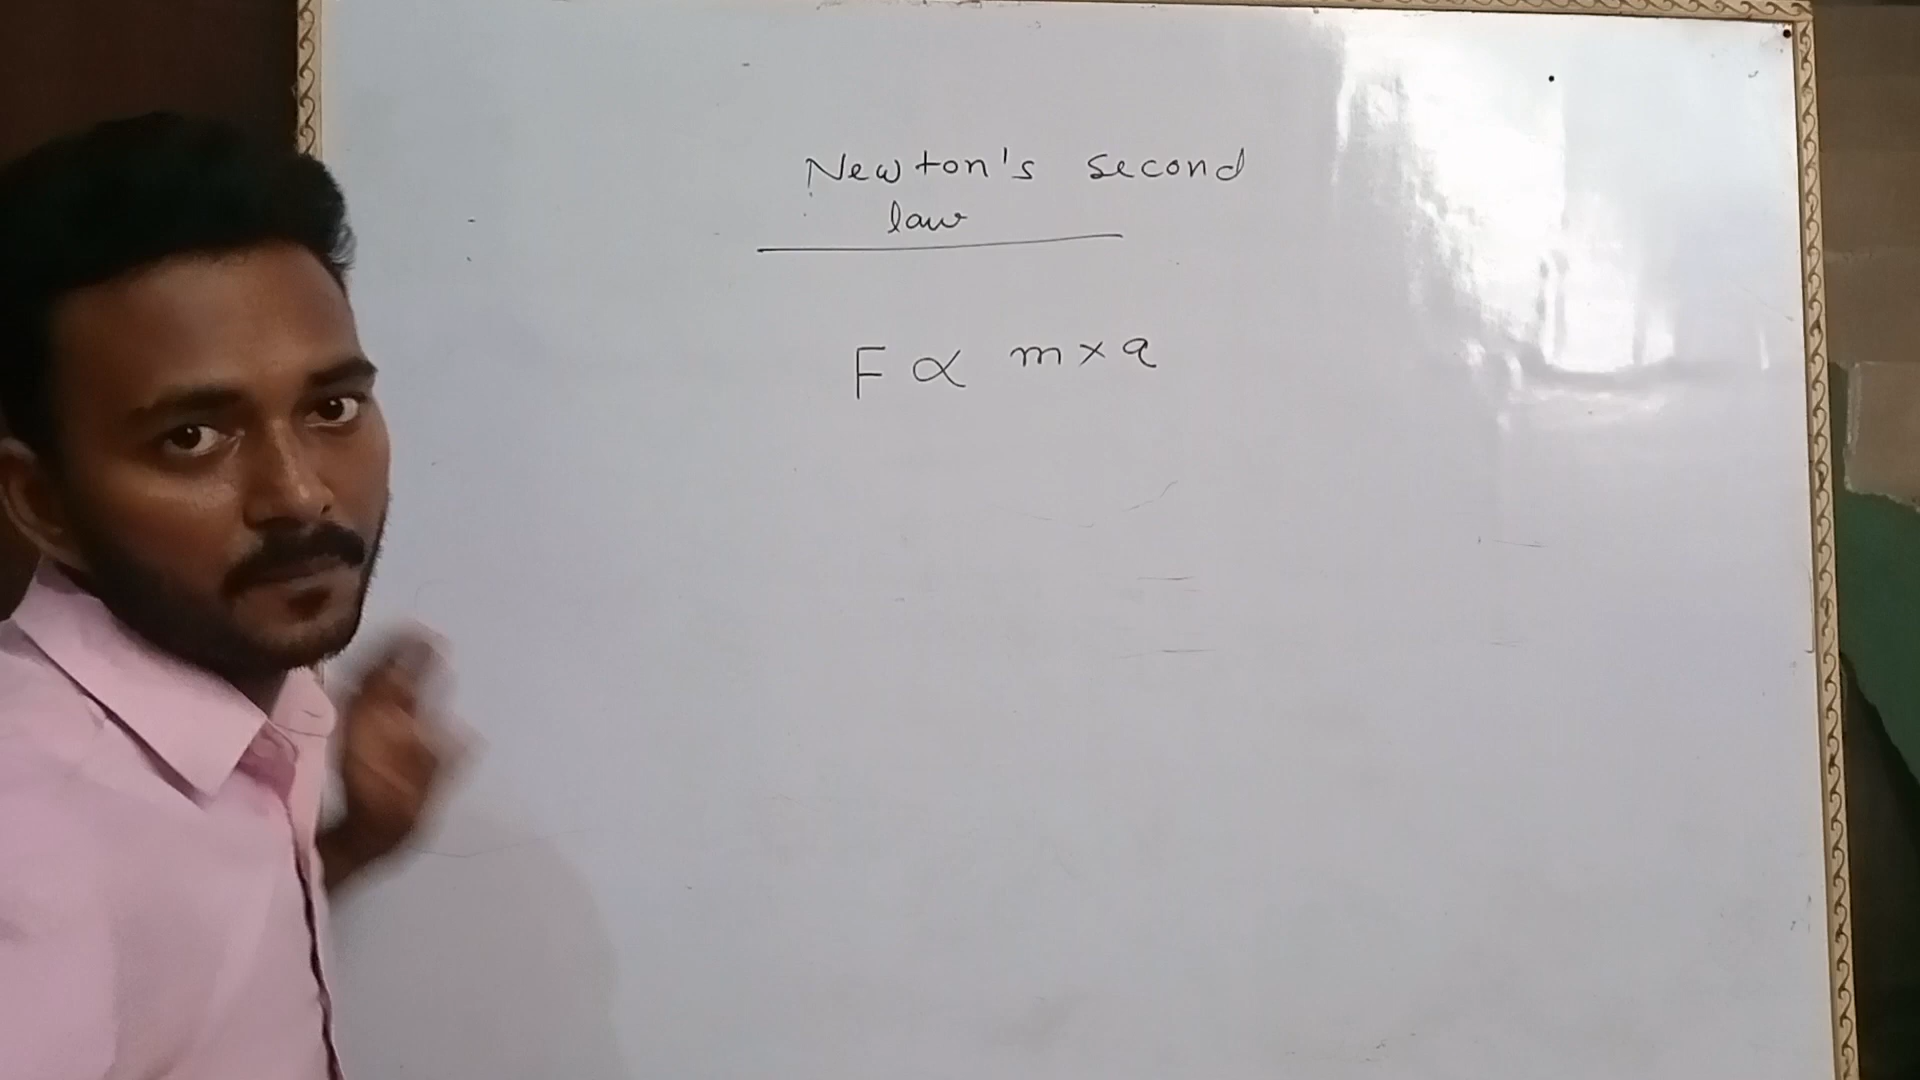 Newton's second
law
F ∝ m × a